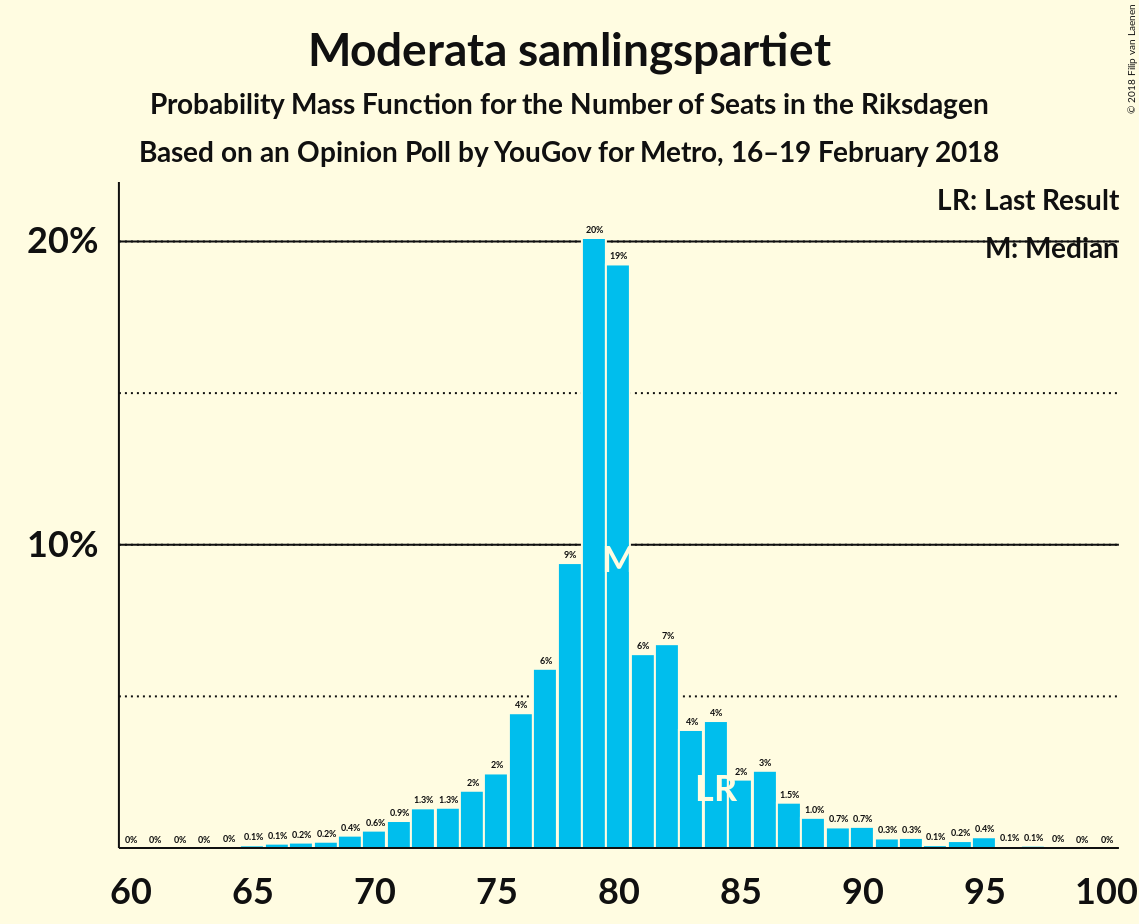 Moderata samlingspartiet
Probability Mass Function for the Number of Seats in the Riksdagen
Based on an Opinion Poll by YouGov for Metro, 16–19 February 2018
© 2018 Filip van Laenen
LR: Last Result
M: Median
20%
10%
0% 0% 0% 0% 0% 0.1% 0.1% 0.2% 0.2% 0.4% 0.6% 0.9% 1.3% 1.3% 2% 2% 4% 6% 9% 20% 19% 6% 7% 4% 4% 2% 3% 1.5% 1.0% 0.7% 0.7% 0.3% 0.3% 0.1% 0.2% 0.4% 0.1% 0.1% 0% 0% 0%
M
LR
60 65 70 75 80 85 90 95 100